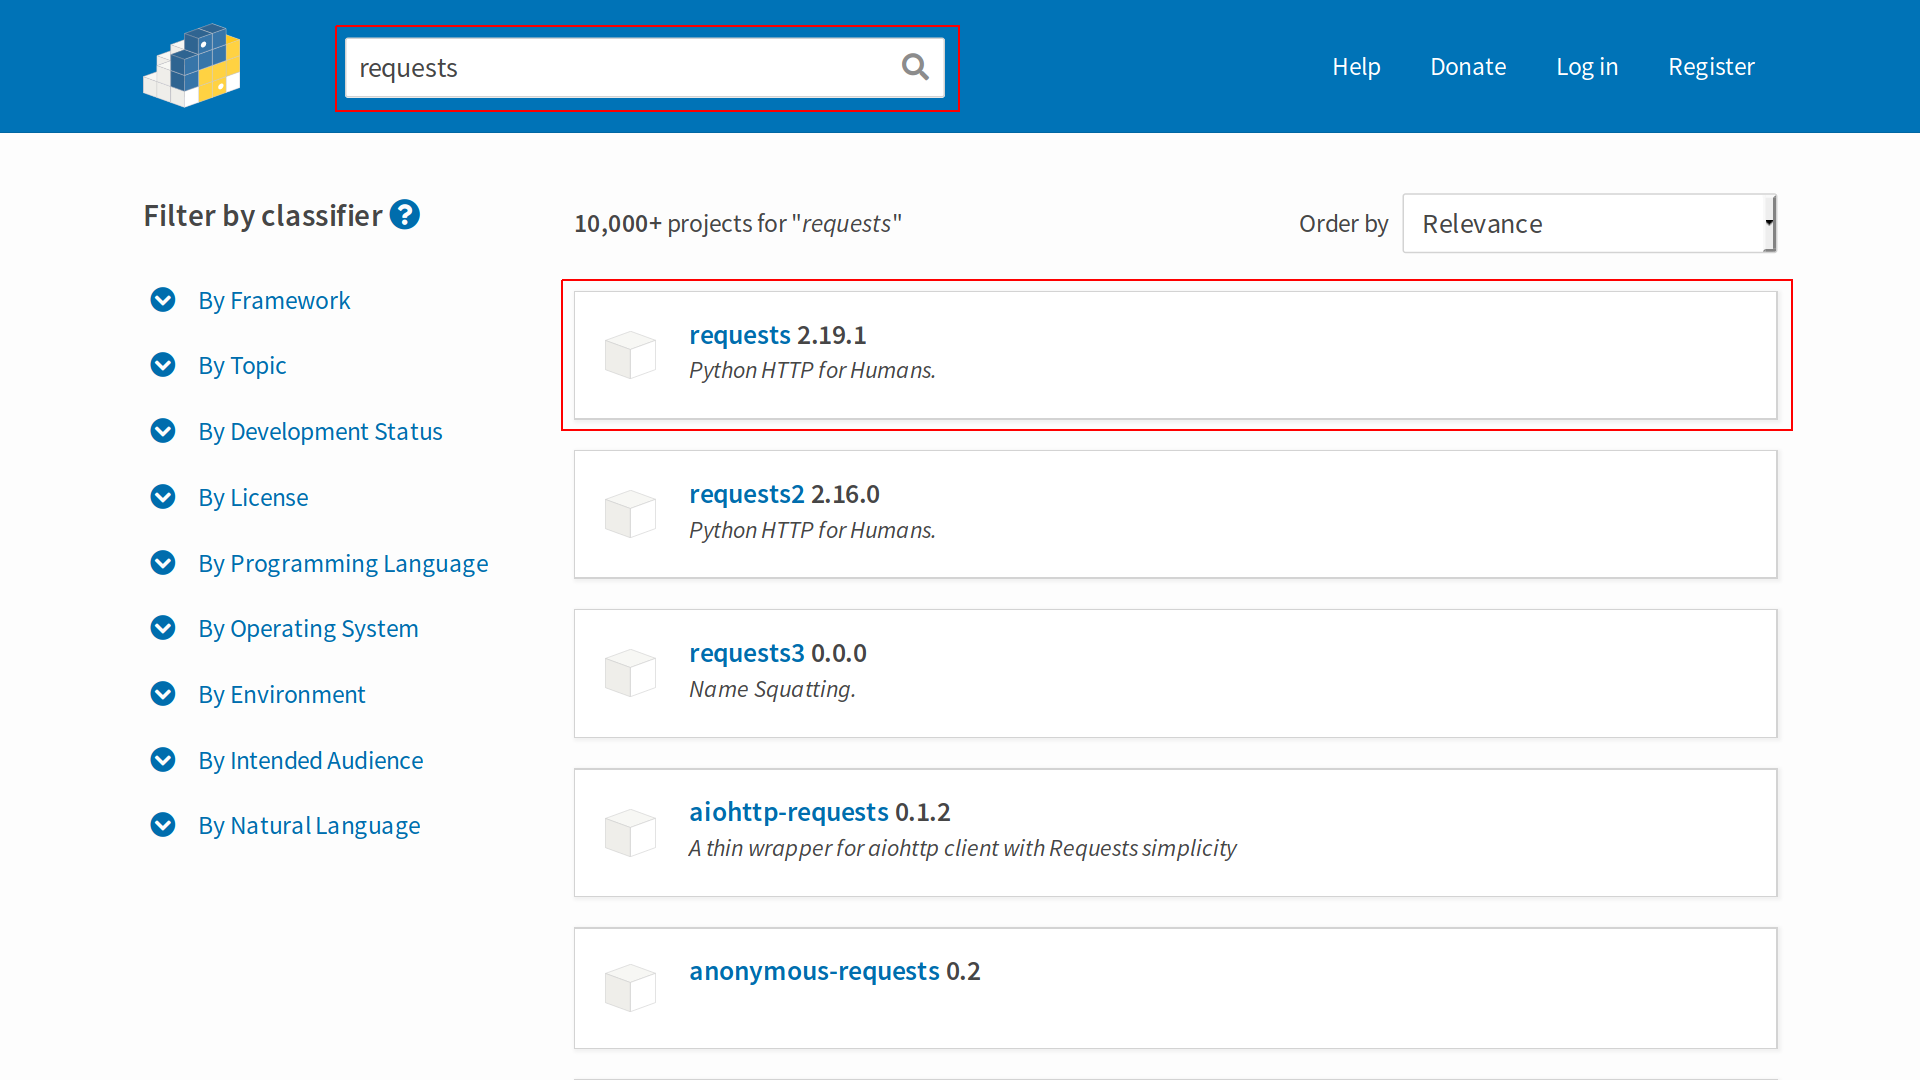 requests
Help
Donate
Log in
Register
Filter by classifier
By Framework
By Topic
By Development Status
By License
By Programming Language
By Operating System
By Environment
By Intended Audience
By Natural Language
10,000+ projects for "requests"
Order by
Relevance
requests 2.19.1
Python HTTP for Humans.
requests2 2.16.0
Python HTTP for Humans.
requests3 0.0.0
Name Squatting.
aiohttp-requests 0.1.2
A thin wrapper for aiohttp client with Requests simplicity
anonymous-requests 0.2